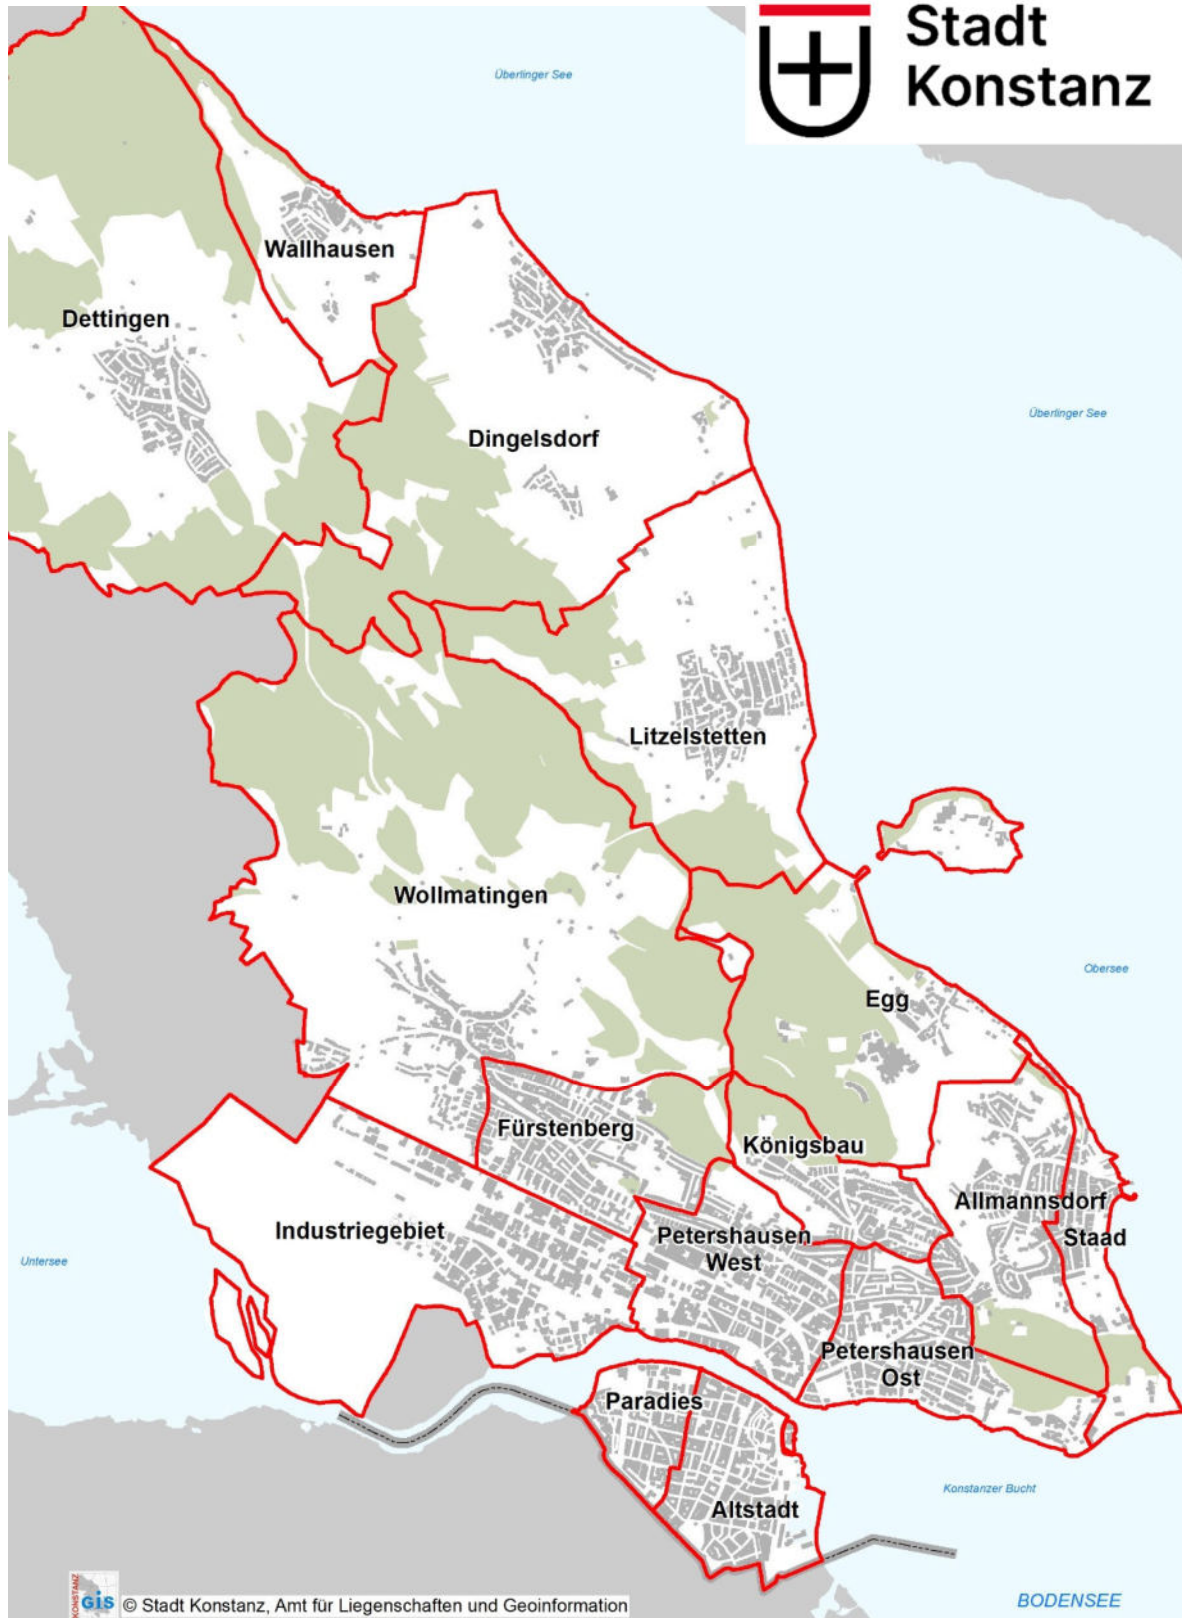 Stadt
Konstanz
Überlinger See
Wallhausen
Dettingen
Überlinger See
Dingelsdorf
Litzelstetten
Wollmatingen
Obersee
Egg
Fürstenberg
Königsbau
Allmannsdorf
Industriegebiet
Petershausen
West
Staad
Untersee
Petershausen
Ost
Paradies
Konstanzer Bucht
Altstadt
KONSTANZ
GIS
© Stadt Konstanz, Amt für Liegenschaften und Geoinformation
BODENSEE